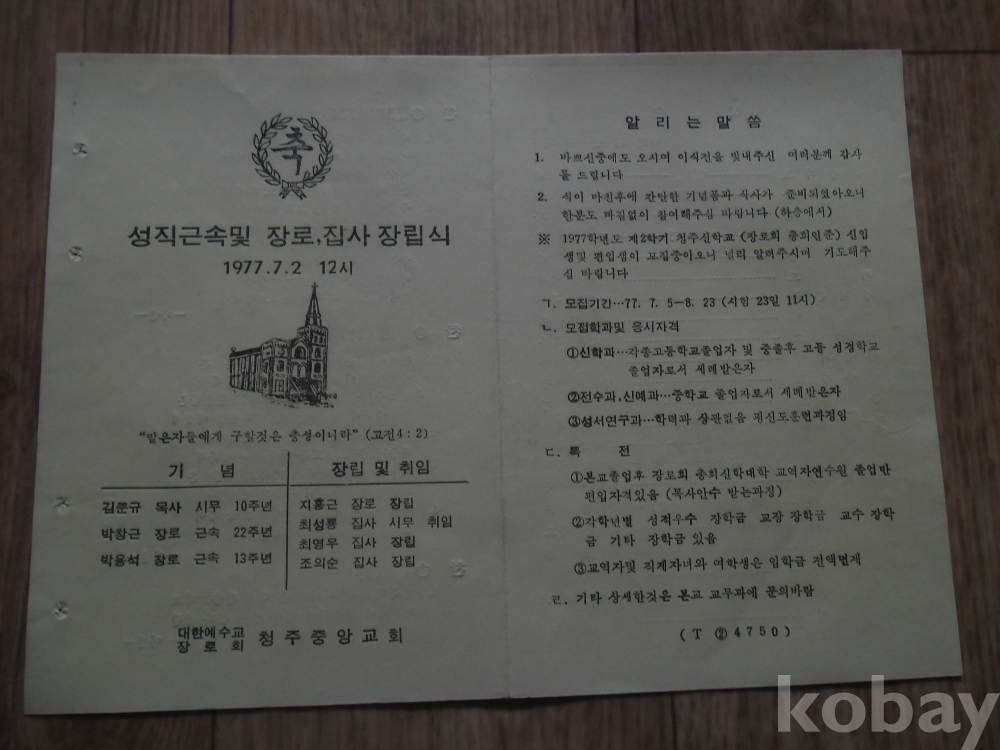 축
성직근속및 장로,집사 장립식
1977.7.2 12시
"맡은자들에게 구할것은 충성이니라" (고전4:2)
기 념
김준규 목사 시무 10주년
박창근 장로 근속 22주년
박용석 장로 근속 13주년
장립 및 취임
지홍근 장로 장립
최성룡 집사 시무 취임
최영우 집사 장립
조의순 집사 장립
대한예수교
장로회 청주중앙교회
알 리 는 말 씀
1. 바쁘신중에도 오시여 이식전을 빛내주신 여러분께 감사
를 드립니다
2. 식이 마친후에 잔안한 기념품과 식사가 준비되었아오니
한분도 빠짐없이 참여해주심 바랍니다 (하층에서)
※ 1977학년도 제2학기 청주신학교 (장로회 총회인준) 신입
생및 편입생이 모집중이오니 널리 알려주시며 기도해주
심 바랍니다
ㄱ. 모집기간…77. 7. 5—8. 23 (시험 23일 11시)
ㄴ. 모집학과및 응시자격
①신학과…각종고등학교졸업자 및 중졸후 고등 성경학교
졸업자로서 세례받은자
②전수과,신예과…중학교 졸업자로서 세례받은자
③성서연구과…학력과 상관없음 평신도훈련과정임
ㄷ. 특 전
①본교졸업후 장로회 총회신학대학 교역자연수원 졸업반
편입자격있음 (목사안수 받는과정)
②각학년별 성적우수 장학금 교장 장학금 교수 장학
금 기타 장학금 있음
③교역자및 직계자녀와 여학생은 입학금 전액면제
ㄹ. 기타 상세한것은 본교 교무과에 문의바람
(T ② 4750)
kobay